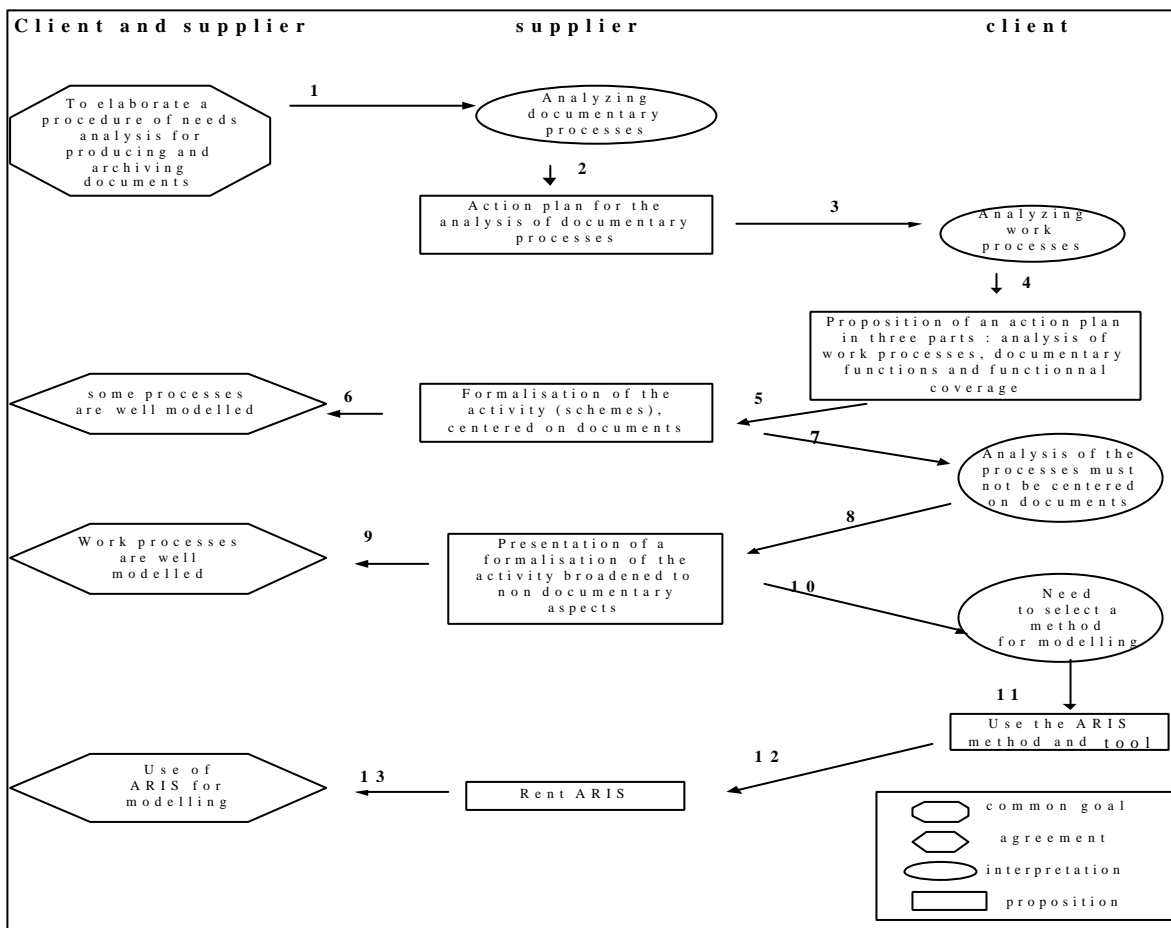 Client and supplier
supplier
client
To elaborate a
procedure of needs
analysis for
producing and
archiving
documents
1
Analyzing
documentary
processes
2
Action plan for the
analysis of documentary
processes
3
Analyzing
work
processes
4
Proposition of an action plan
in three parts : analysis of
work processes, documentary
functions and functionnal
coverage
5
Formalisation of the
activity (schemes),
centered on documents
6
some processes
are well modelled
7
Analysis of the
processes must
not be centered
on documents
8
Presentation of a
formalisation of the
activity broadened to
non documentary
aspects
9
Work processes
are well
modelled
10
Need
to select a
method
for modelling
11
Use the ARIS
method and tool
12
Rent ARIS
13
Use of
ARIS for
modelling
common goal
agreement
interpretation
proposition